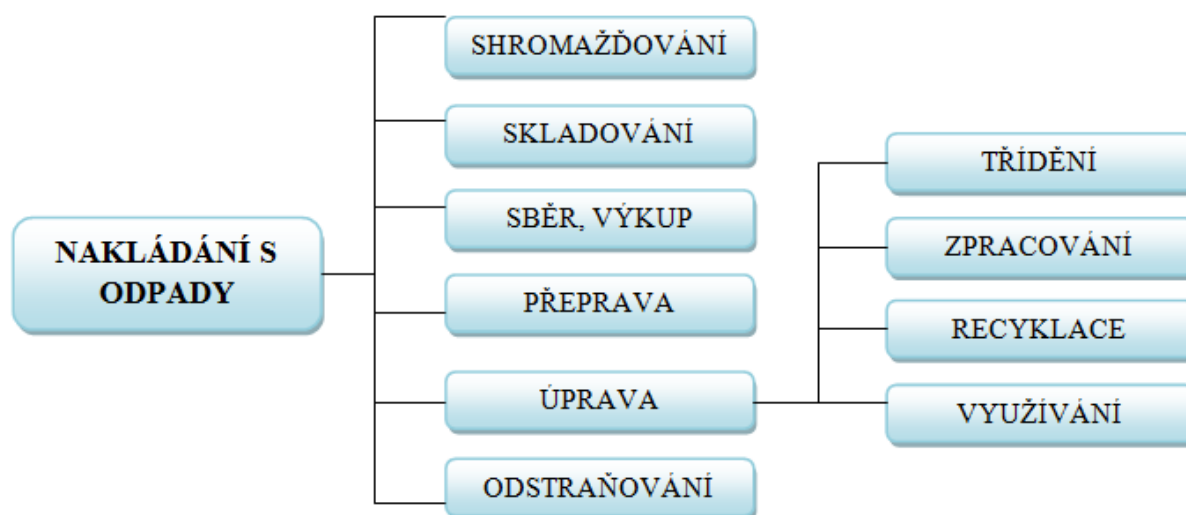 NAKLÁDÁNÍ S
ODPADY
SHROMAŽĎOVÁNÍ
SKLADOVÁNÍ
SBĚR, VÝKUP
PŘEPRAVA
ÚPRAVA
ODSTRAŇOVÁNÍ
TŘÍDĚNÍ
ZPRACOVÁNÍ
RECYKLACE
VYUŽÍVÁNÍ